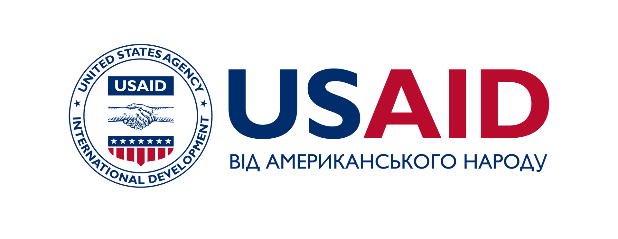 UNITED STATES AGENCY
USAID
INTERNATIONAL DEVELOPMENT
USAID
ВІД АМЕРИКАНСЬКОГО НАРОДУ